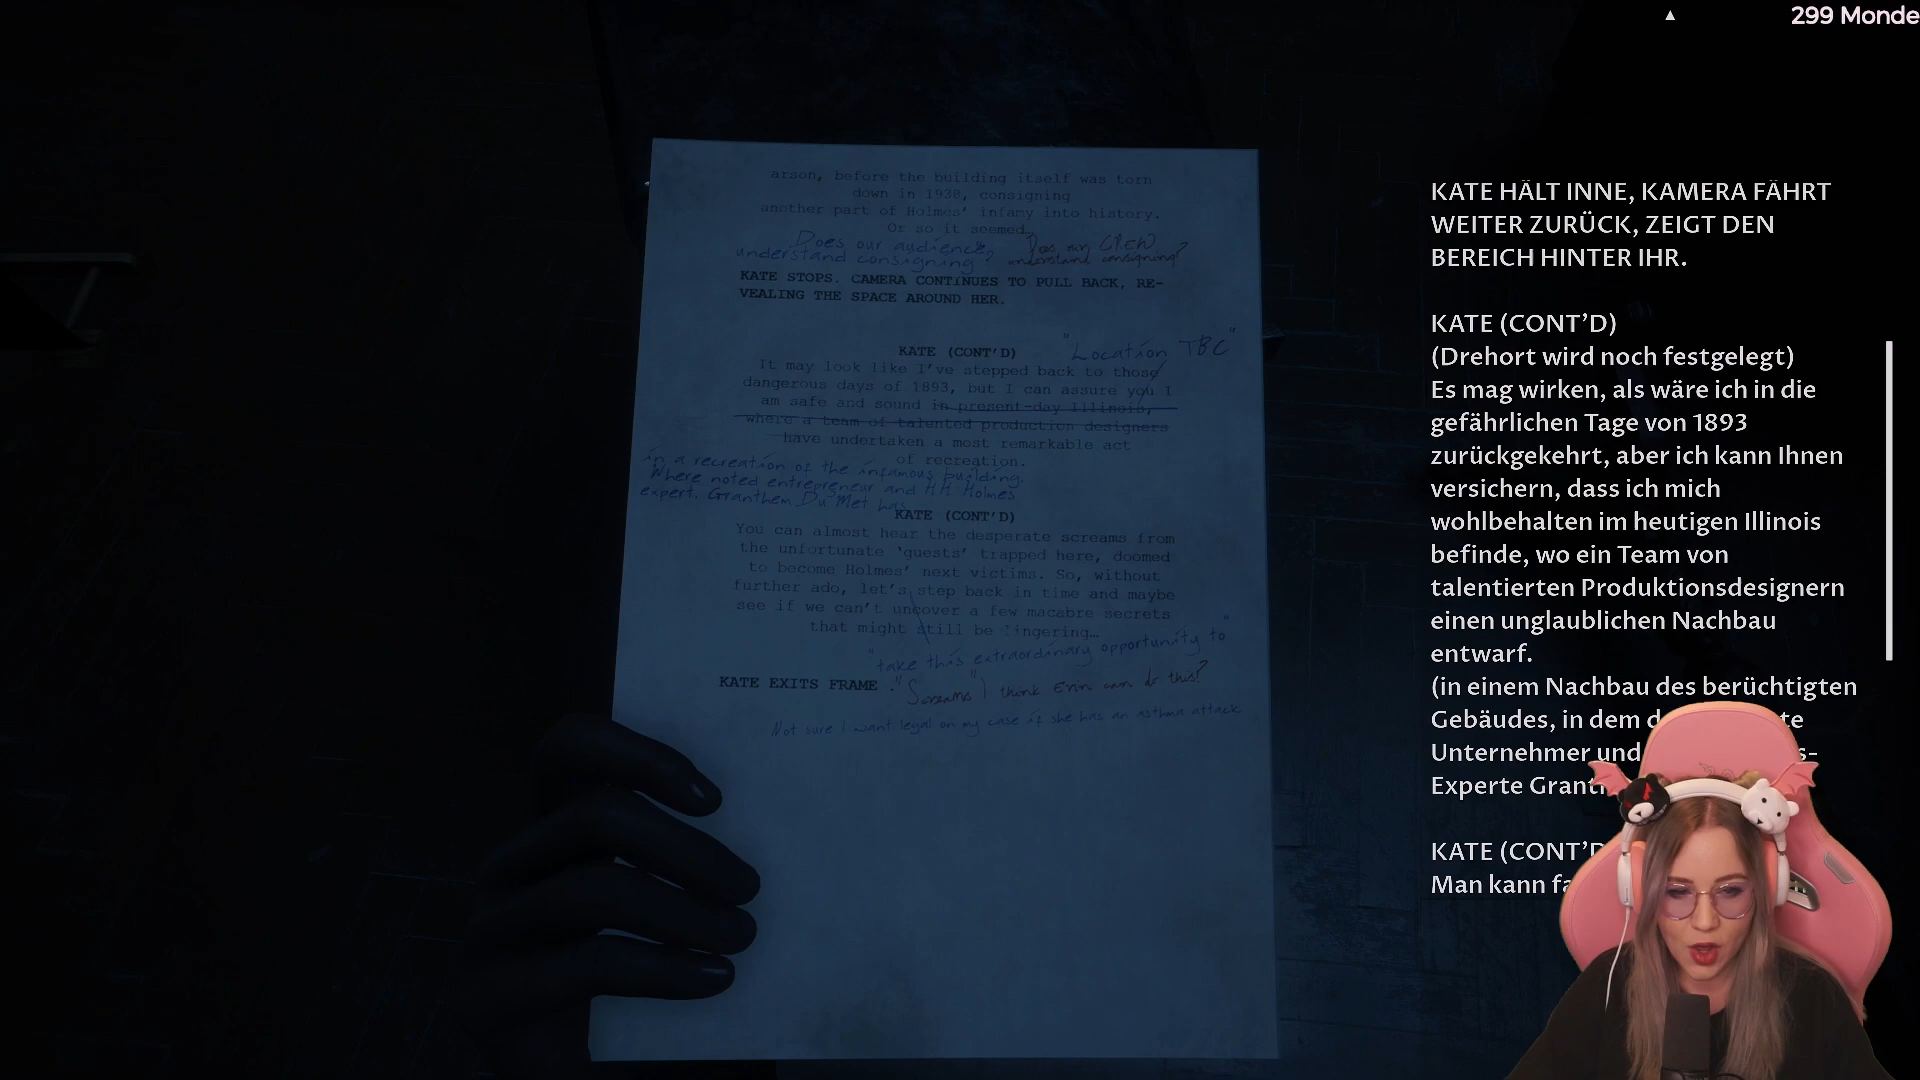 299 Monde
arson, before the building itself was torn
down in 1938, consigning
another part of Holmes' infamy into history.
Or so it seemed…
Does our audience
understand consigning?
Does my CREW
understand consigning?
KATE STOPS. CAMERA CONTINUES TO PULL BACK, RE-
VEALING THE SPACE AROUND HER.
KATE (CONT'D)
"Location TBC"
It may look like I've stepped back to those
dangerous days of 1893, but I can assure you I
am safe and sound in present-day Illinois,
where a team of talented production designers
have undertaken a most remarkable act
of recreation.
in a recreation of the infamous building.
Where noted entrepreneur and HH Holmes
expert, Granthem Du'Met has
KATE (CONT'D)
You can almost hear the desperate screams from
the unfortunate 'guests' trapped here, doomed
to become Holmes' next victims. So, without
further ado, let's step back in time and maybe
see if we can't uncover a few macabre secrets
that might still be lingering…
"take this extraordinary opportunity to"
KATE EXITS FRAME.
"Screams" I think Erin can do this?
Not sure I want legal on my case if she has an asthma attack
KATE HÄLT INNE, KAMERA FÄHRT
WEITER ZURÜCK, ZEIGT DEN
BEREICH HINTER IHR.
KATE (CONT'D)
(Drehort wird noch festgelegt)
Es mag wirken, als wäre ich in die
gefährlichen Tage von 1893
zurückgekehrt, aber ich kann Ihnen
versichern, dass ich mich
wohlbehalten im heutigen Illinois
befinde, wo ein Team von
talentierten Produktionsdesignern
einen unglaublichen Nachbau
entwarf.
(in einem Nachbau des berüchtigten
Gebäudes, in dem d te
Unternehmer und s-
Experte Grant
KATE (CONT'D
Man kann fa